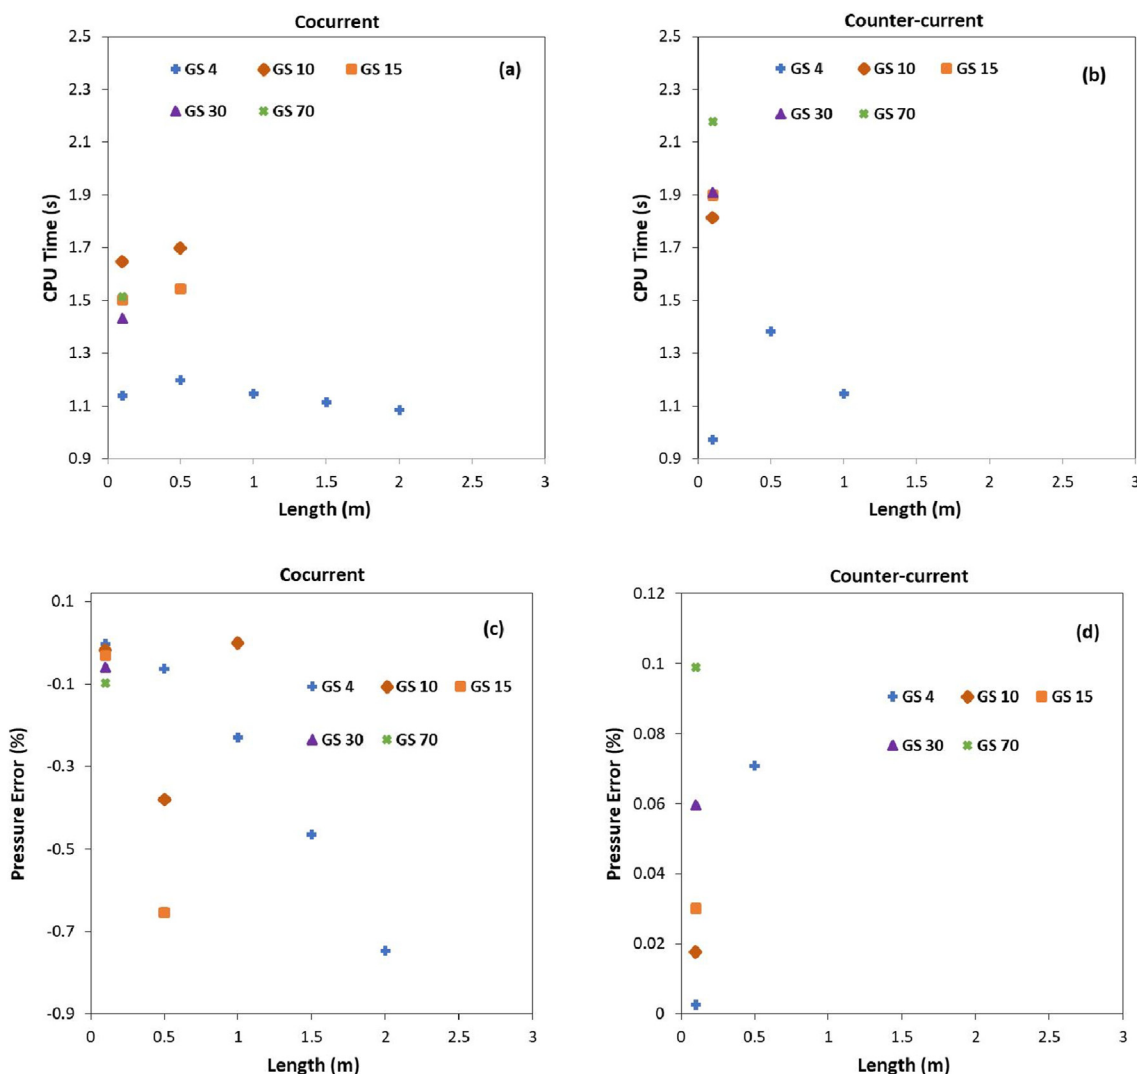 Cocurrent
2.5
2.3
2.1
1.9
1.7
1.5
1.3
1.1
0.9
CPU Time (s)
GS 4 GS 10 GS 15
GS 30 GS 70
(a)
0 0.5 1 1.5 2 2.5 3
Length (m)
Counter-current
2.5
2.3
2.1
1.9
1.7
1.5
1.3
1.1
0.9
CPU Time (s)
GS 4 GS 10 GS 15
GS 30 GS 70
(b)
0 0.5 1 1.5 2 2.5 3
Length (m)
Cocurrent
0.1
-0.1
-0.3
-0.5
-0.7
-0.9
Pressure Error (%)
(c)
GS 4 GS 10 GS 15
GS 30 GS 70
0 0.5 1 1.5 2 2.5 3
Length (m)
Counter-current
0.12
0.1
0.08
0.06
0.04
0.02
0
Pressure Error (%)
(d)
GS 4 GS 10 GS 15
GS 30 GS 70
0 0.5 1 1.5 2 2.5 3
Length (m)